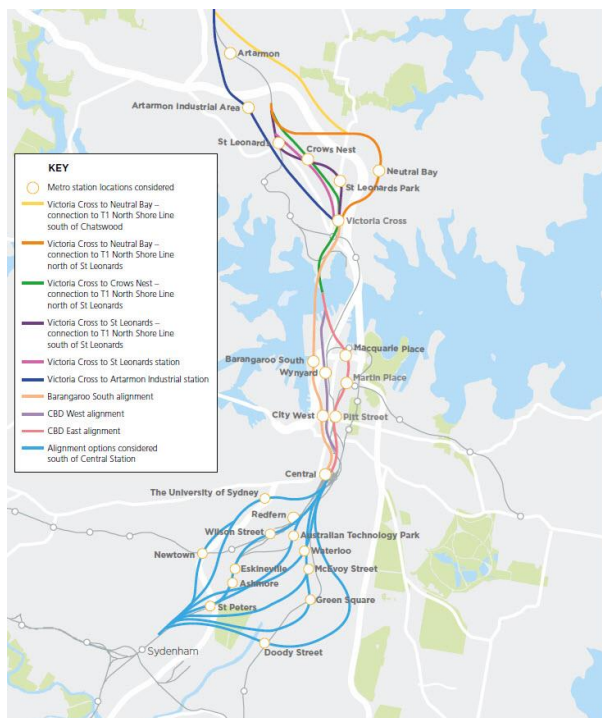 Artarmon
Artarmon Industrial Area
St Leonards
Crows Nest
Neutral Bay
St Leonards Park
Victoria Cross
KEY
Metro station locations considered
Victoria Cross to Neutral Bay –
connection to T1 North Shore Line
south of Chatswood
Victoria Cross to Neutral Bay –
connection to T1 North Shore Line
north of St Leonards
Victoria Cross to Crows Nest –
connection to T1 North Shore Line
north of St Leonards
Victoria Cross to St Leonards –
connection to T1 North Shore Line
south of St Leonards
Victoria Cross to St Leonards station
Victoria Cross to Artarmon Industrial station
Barangaroo South alignment
CBD West alignment
CBD East alignment
Alignment options considered
south of Central Station
Macquarie Place
Barangaroo South
Wynyard
Martin Place
City West
Pitt Street
Central
The University of Sydney
Redfern
Wilson Street
Australian Technology Park
Newtown
Waterloo
Eskineville
McEvoy Street
Ashmore
Green Square
St Peters
Sydenham
Doody Street